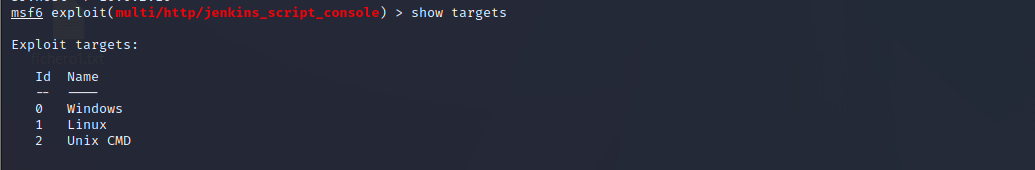 msf6 exploit(multi/http/jenkins_script_console) > show targets
Exploit targets:
Id Name
-- ----
0 Windows
1 Linux
2 Unix CMD